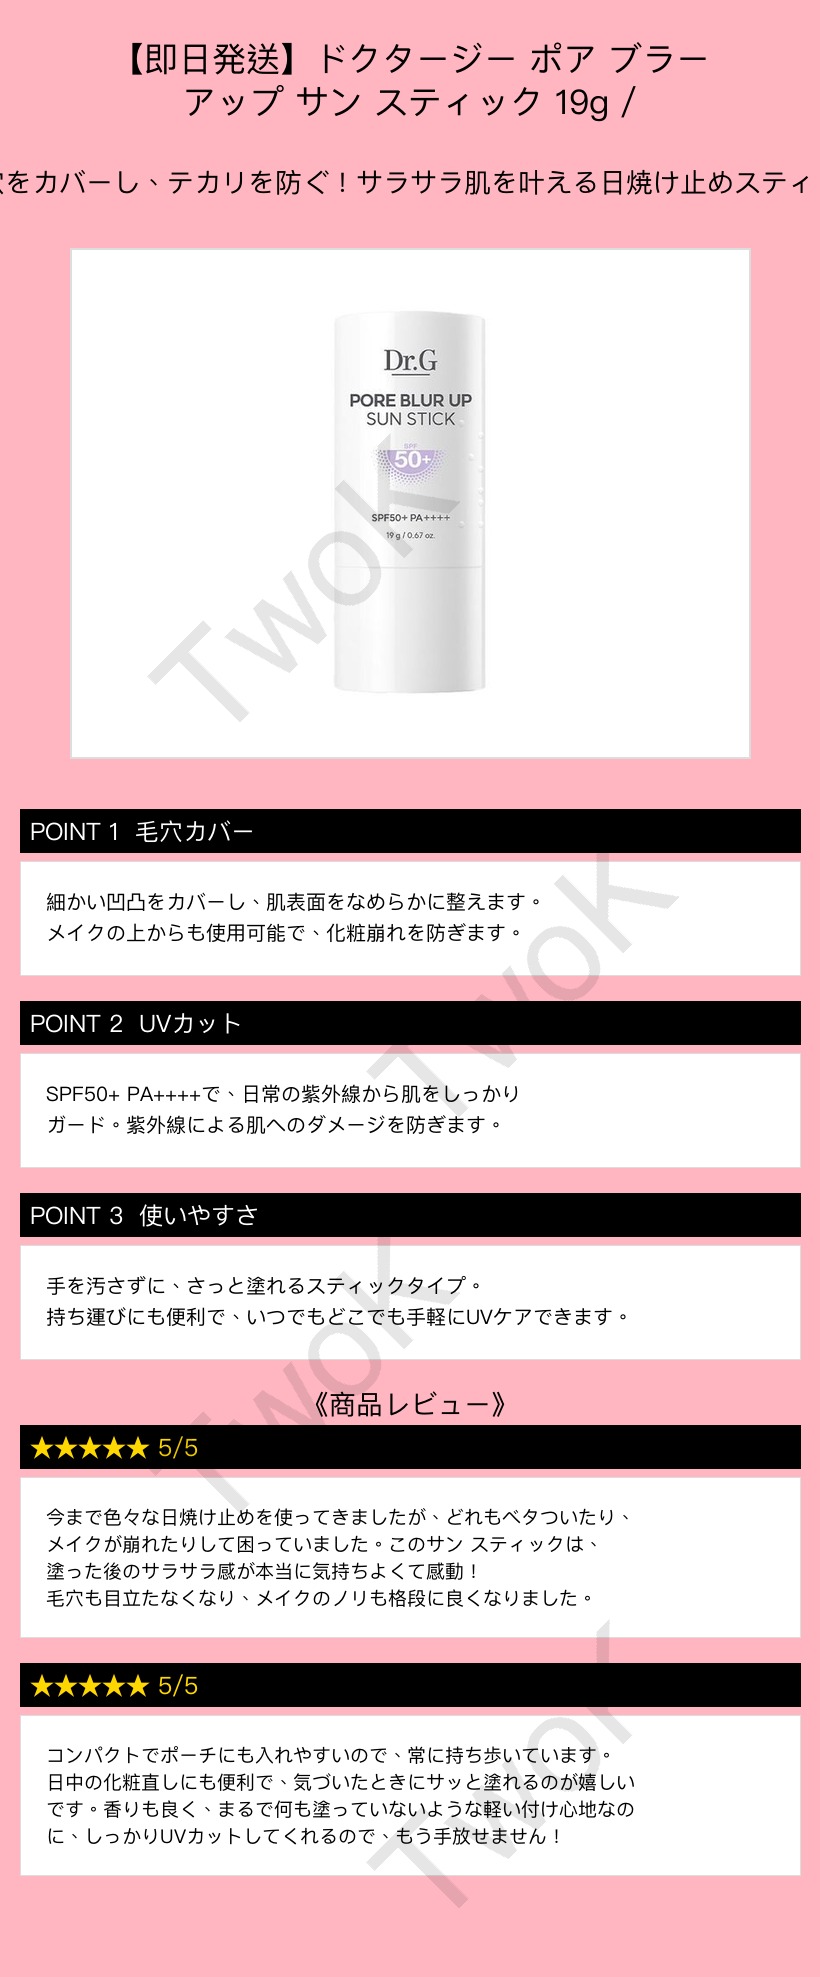 【即日発送】ドクタージー ポア ブラー
アップ サン スティック 19g /
をカバーし、テカリを防ぐ！サラサラ肌を叶える日焼け止めスティ
Dr.G
PORE BLUR UP
SUN STICK
SPF
50+
SPF50+ PA++++
19 g / 0.67 oz.
TwoK
POINT 1 毛穴カバー
細かい凹凸をカバーし、肌表面をなめらかに整えます。
メイクの上からも使用可能で、化粧崩れを防ぎます。
TwoK
POINT 2 UVカット
SPF50+ PA++++で、日常の紫外線から肌をしっかり
ガード。紫外線による肌へのダメージを防ぎます。
POINT 3 使いやすさ
手を汚さずに、さっと塗れるスティックタイプ。
持ち運びにも便利で、いつでもどこでも手軽にUVケアできます。
TwoK
《商品レビュー》
★★★★★ 5/5
今まで色々な日焼け止めを使ってきましたが、どれもベタついたり、
メイクが崩れたりして困っていました。このサン スティックは、
塗った後のサラサラ感が本当に気持ちよくて感動！
毛穴も目立たなくなり、メイクのノリも格段に良くなりました。
★★★★★ 5/5
コンパクトでポーチにも入れやすいので、常に持ち歩いています。
日中の化粧直しにも便利で、気づいたときにサッと塗れるのが嬉しい
です。香りも良く、まるで何も塗っていないような軽い付け心地なの
に、しっかりUVカットしてくれるので、もう手放せません！
TwoK